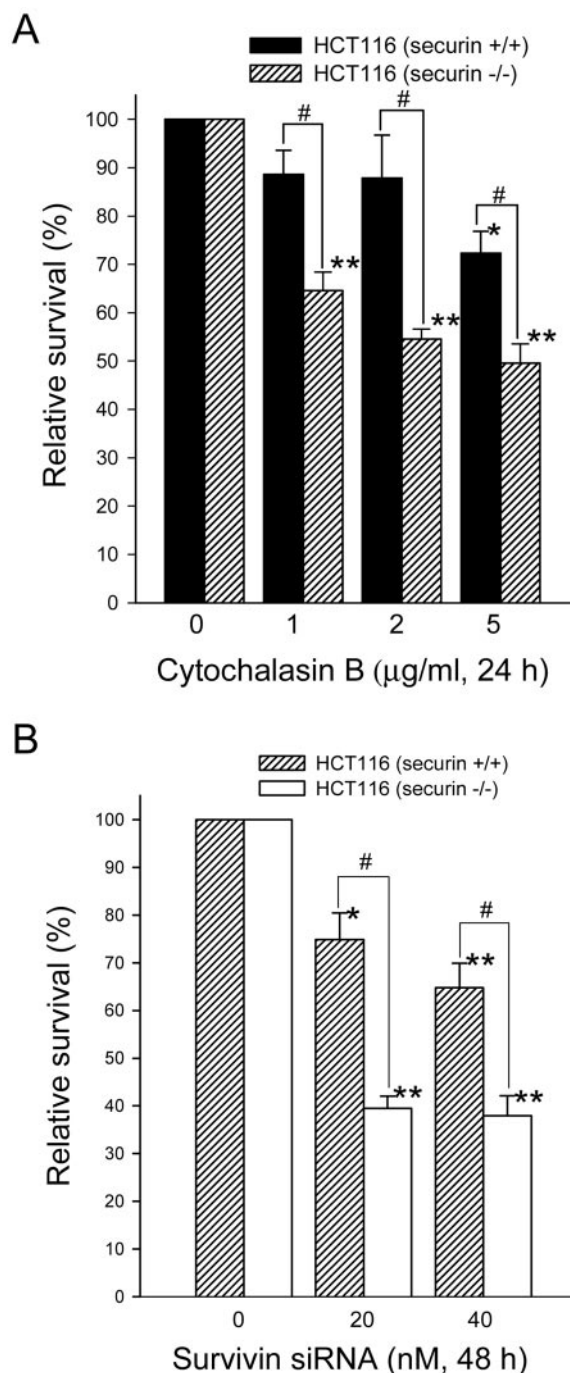 A
HCT116 (securin +/+)
HCT116 (securin -/-)
# # #
** ** * **
100
90
80
70
60
50
40
30
20
10
0
Relative survival (%)
0 1 2 5
Cytochalasin B (μg/ml, 24 h)
B
HCT116 (securin +/+)
HCT116 (securin -/-)
# #
* ** ** **
100
90
80
70
60
50
40
30
20
10
0
Relative survival (%)
0 20 40
Survivin siRNA (nM, 48 h)